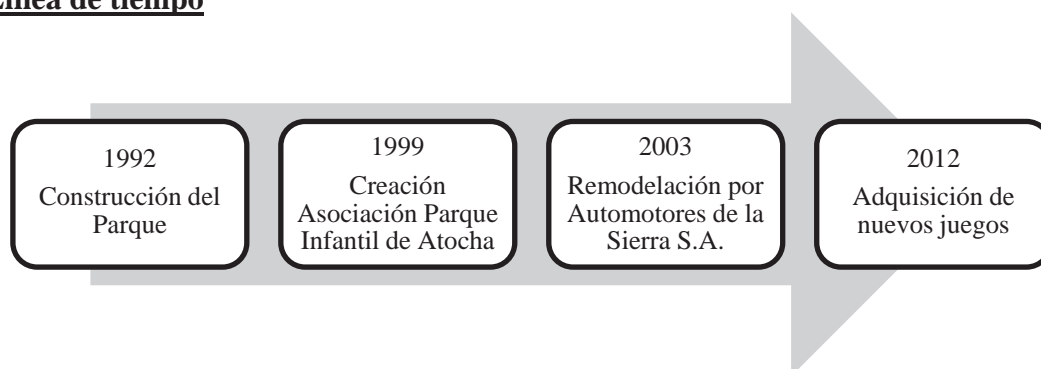 Línea de tiempo
1992
Construcción del
Parque
1999
Creación
Asociación Parque
Infantil de Atocha
2003
Remodelación por
Automotores de la
Sierra S.A.
2012
Adquisición de
nuevos juegos